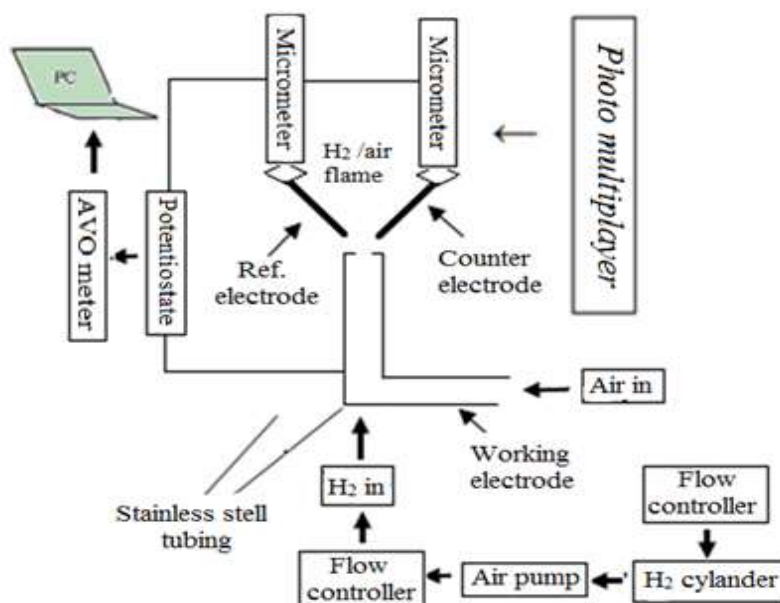 PC
Micrometer
Micrometer
Photo multiplayer
H2 /air
flame
AVO meter
Potentiostate
Ref.
electrode
Counter
electrode
Air in
Working
electrode
H2 in
Stainless stell
tubing
Flow
controller
Flow
controller
Air pump
H2 cylander